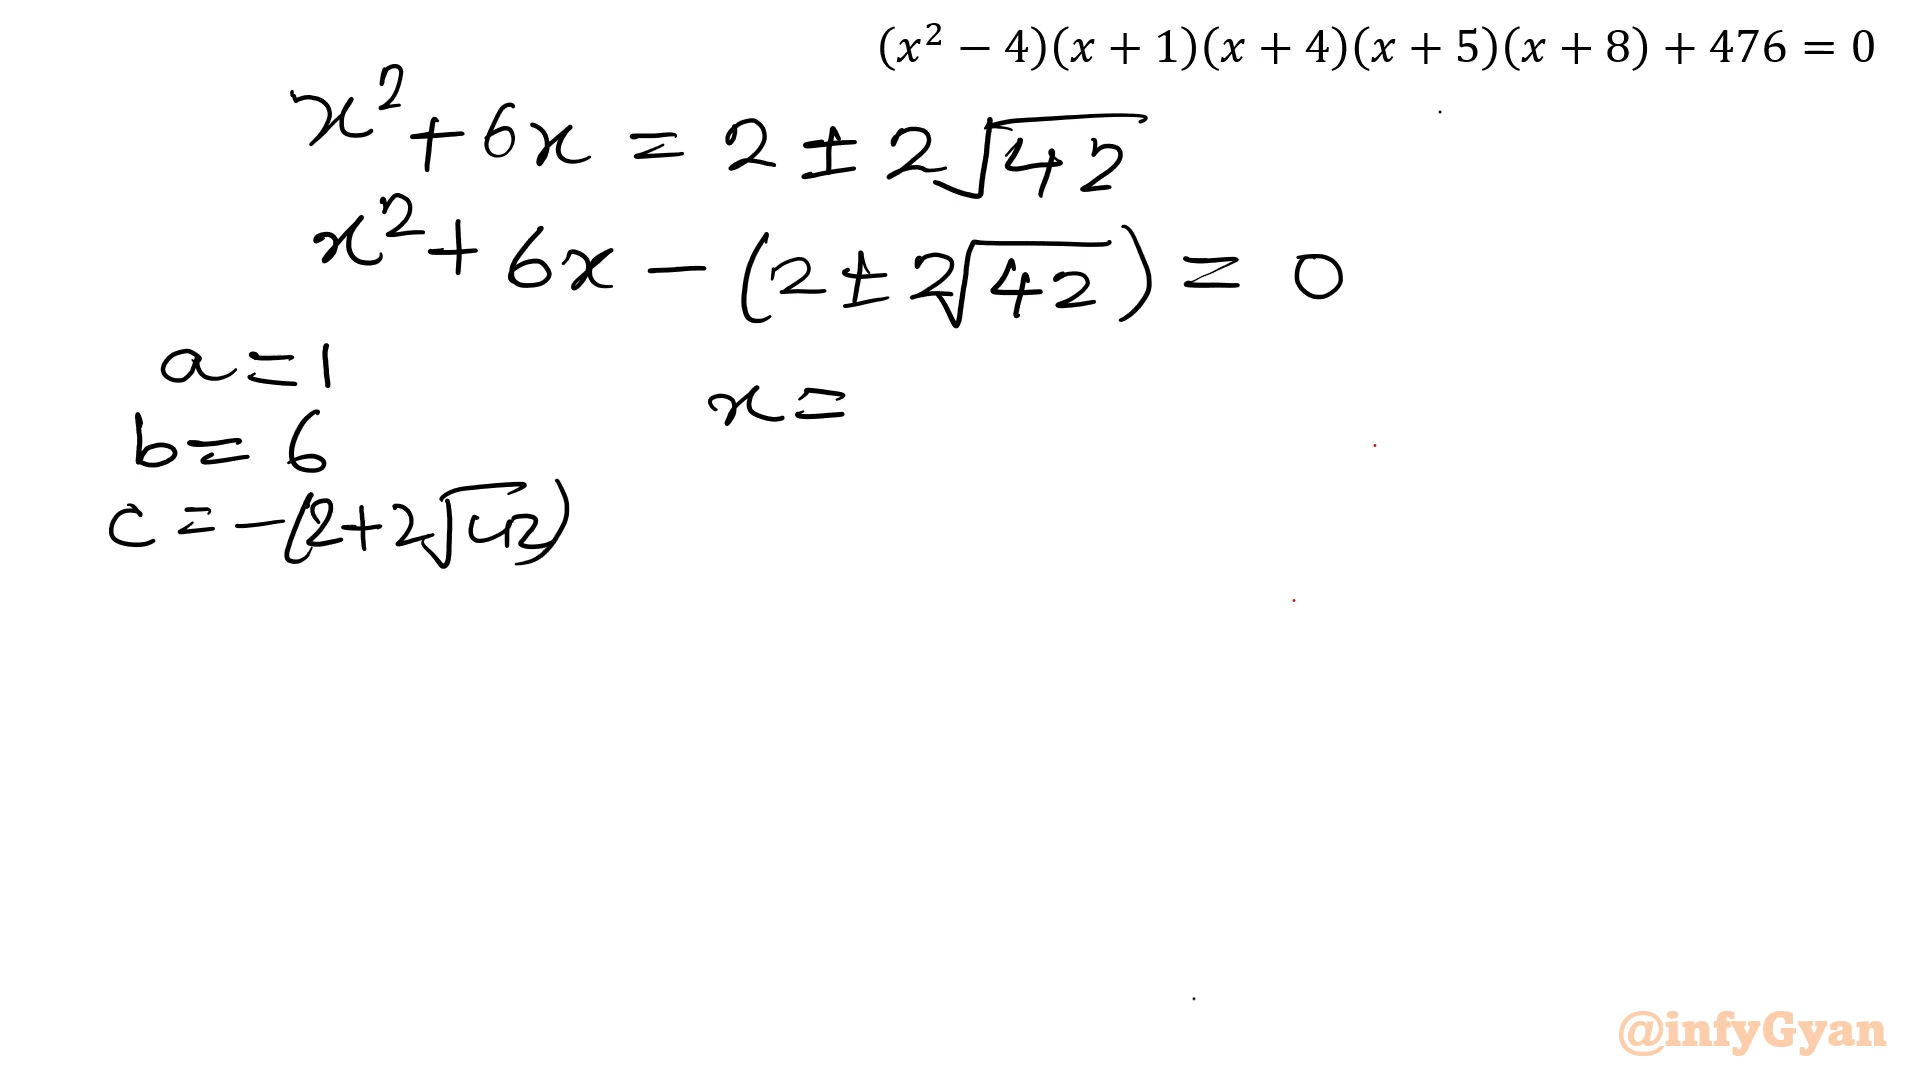 (x² − 4)(x + 1)(x + 4)(x + 5)(x + 8) + 476 = 0
x² + 6x = 2 ± 2√42
x² + 6x − (2 ± 2√42) = 0
a = 1
x =
b = 6
c = −(2 + 2√42)
@infyGyan